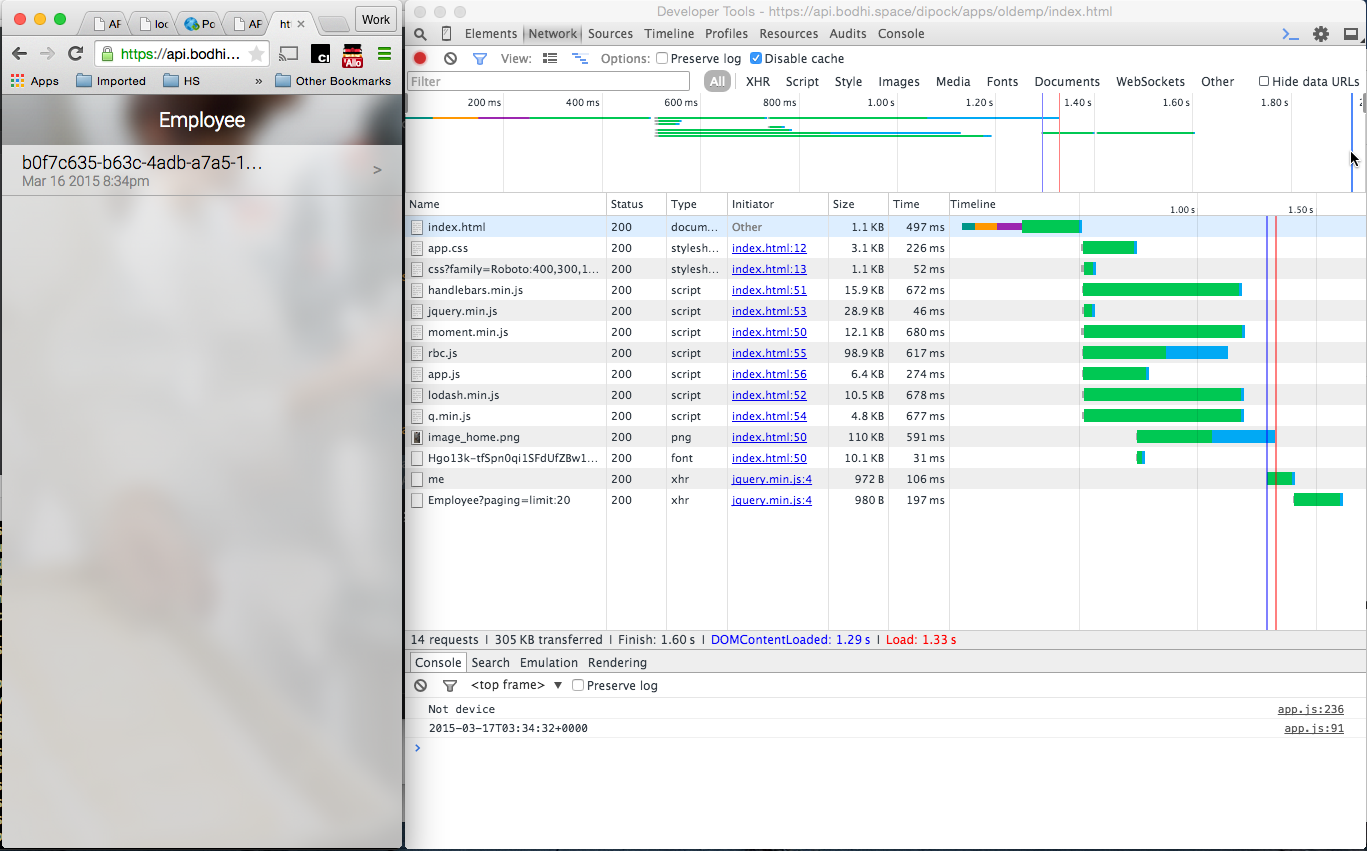 AF
loc
Po
AF
ht
Work
https://api.bodhi...
Apps
Imported
HS
»
Other Bookmarks
Employee
b0f7c635-b63c-4adb-a7a5-1...
Mar 16 2015 8:34pm
>
Developer Tools - https://api.bodhi.space/dipock/apps/oldemp/index.html
Elements Network Sources Timeline Profiles Resources Audits Console
View: Options: Preserve log Disable cache
Filter All XHR Script Style Images Media Fonts Documents WebSockets Other Hide data URLs
200 ms 400 ms 600 ms 800 ms 1.00 s 1.20 s 1.40 s 1.60 s 1.80 s
Name Status Type Initiator Size Time Timeline 1.00 s 1.50 s
index.html 200 docum... Other 1.1 KB 497 ms
app.css 200 stylesh... index.html:12 3.1 KB 226 ms
css?family=Roboto:400,300,1... 200 stylesh... index.html:13 1.1 KB 52 ms
handlebars.min.js 200 script index.html:51 15.9 KB 672 ms
jquery.min.js 200 script index.html:53 28.9 KB 46 ms
moment.min.js 200 script index.html:50 12.1 KB 680 ms
rbc.js 200 script index.html:55 98.9 KB 617 ms
app.js 200 script index.html:56 6.4 KB 274 ms
lodash.min.js 200 script index.html:52 10.5 KB 678 ms
q.min.js 200 script index.html:54 4.8 KB 677 ms
image_home.png 200 png index.html:50 110 KB 591 ms
Hgo13k-tfSpn0qi1SFdUfZBw1... 200 font index.html:50 10.1 KB 31 ms
me 200 xhr jquery.min.js:4 972 B 106 ms
Employee?paging=limit:20 200 xhr jquery.min.js:4 980 B 197 ms
14 requests | 305 KB transferred | Finish: 1.60 s | DOMContentLoaded: 1.29 s | Load: 1.33 s
Console Search Emulation Rendering
<top frame> ▼ Preserve log
Not device app.js:236
2015-03-17T03:34:32+0000 app.js:91
>